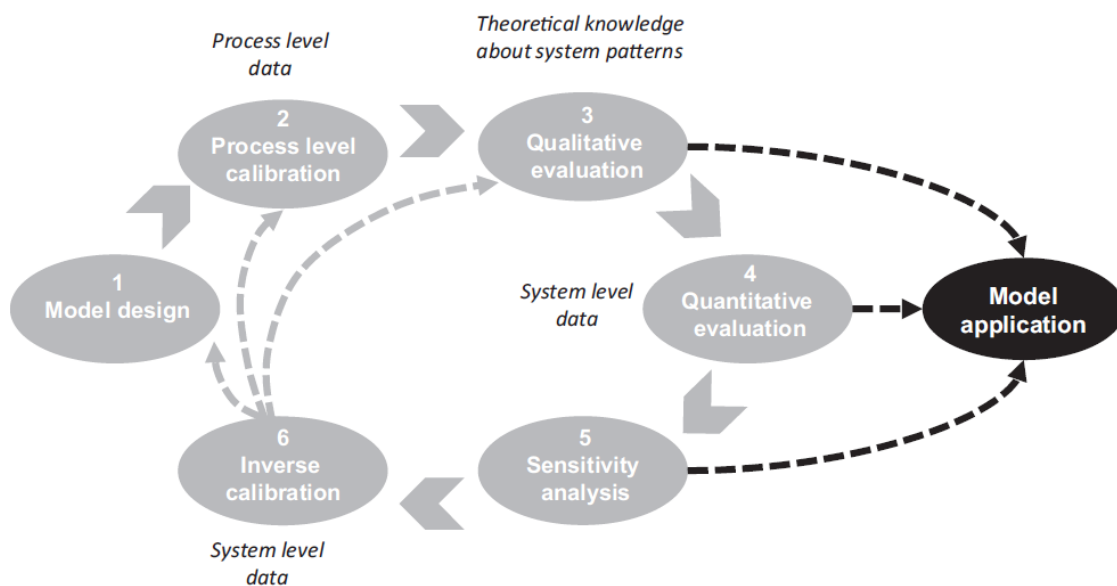 Process level
data
Theoretical knowledge
about system patterns
2
Process level
calibration
3
Qualitative
evaluation
1
Model design
System level
data
4
Quantitative
evaluation
Model
application
6
Inverse
calibration
5
Sensitivity
analysis
System level
data